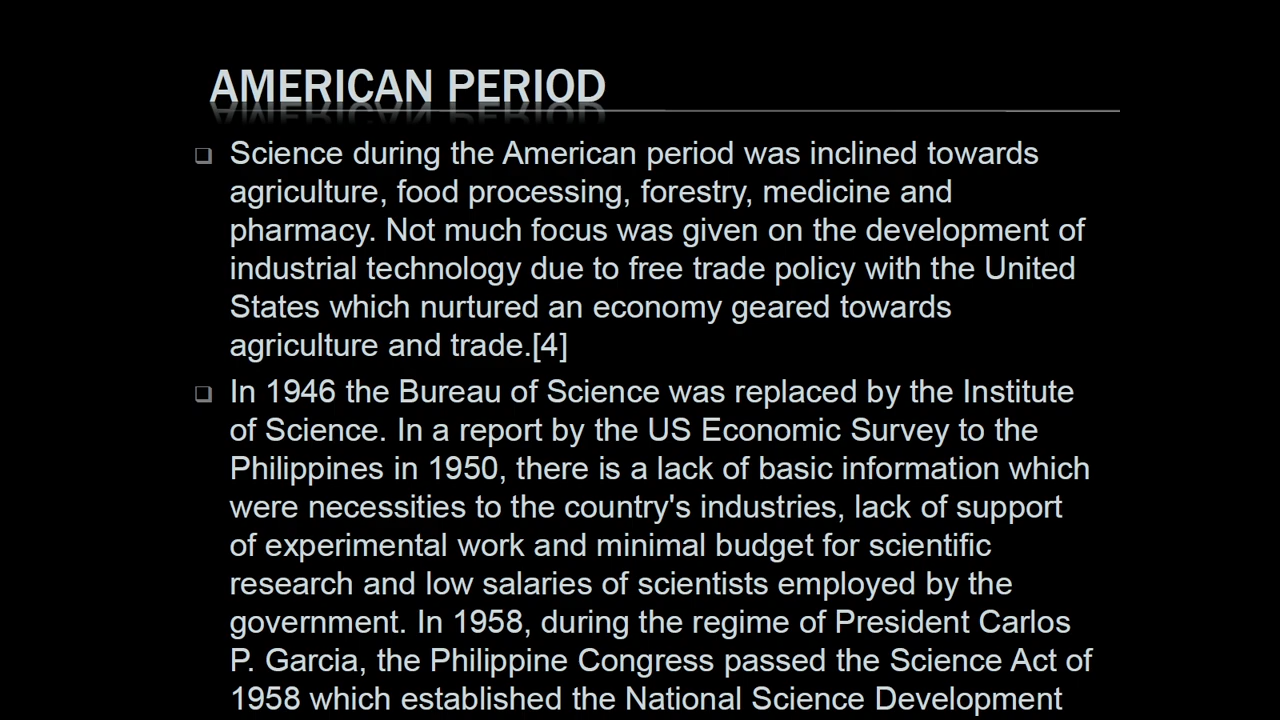 AMERICAN PERIOD
Science during the American period was inclined towards
agriculture, food processing, forestry, medicine and
pharmacy. Not much focus was given on the development of
industrial technology due to free trade policy with the United
States which nurtured an economy geared towards
agriculture and trade.[4]
In 1946 the Bureau of Science was replaced by the Institute
of Science. In a report by the US Economic Survey to the
Philippines in 1950, there is a lack of basic information which
were necessities to the country's industries, lack of support
of experimental work and minimal budget for scientific
research and low salaries of scientists employed by the
government. In 1958, during the regime of President Carlos
P. Garcia, the Philippine Congress passed the Science Act of
1958 which established the National Science Development